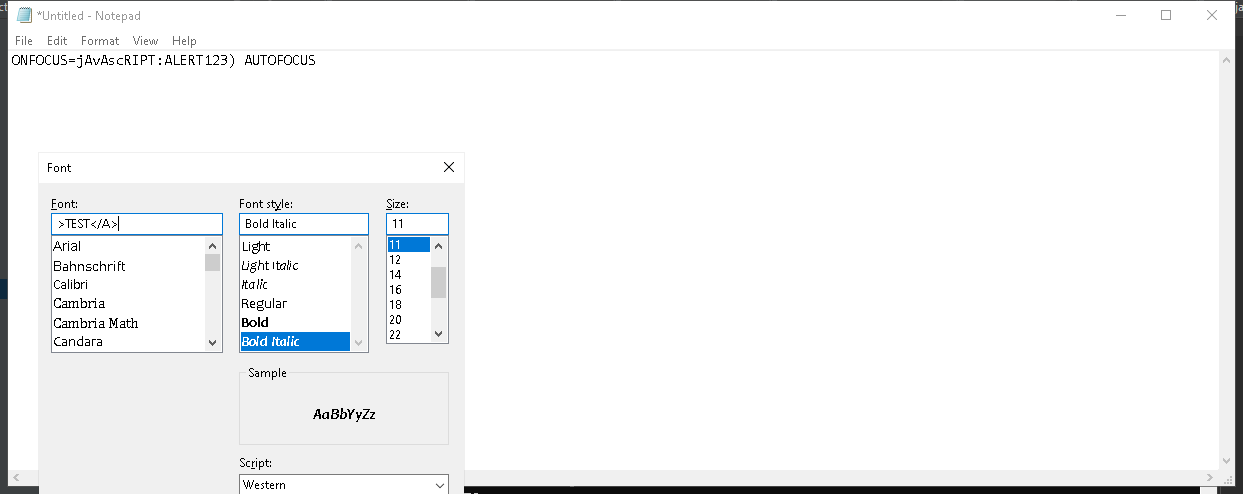 *Untitled - Notepad
File Edit Format View Help
ONFOCUS=jAvAscRIPT:ALERT123) AUTOFOCUS
Font
Font: Font style: Size:
>TEST</A> Bold Italic 11
Arial Light 11
Bahnschrift Light Italic 12
Calibri Italic 14
Cambria Regular 16
Cambria Math Bold 18
Candara Bold Italic 20
22
Sample
AaBbYyZz
Script:
Western